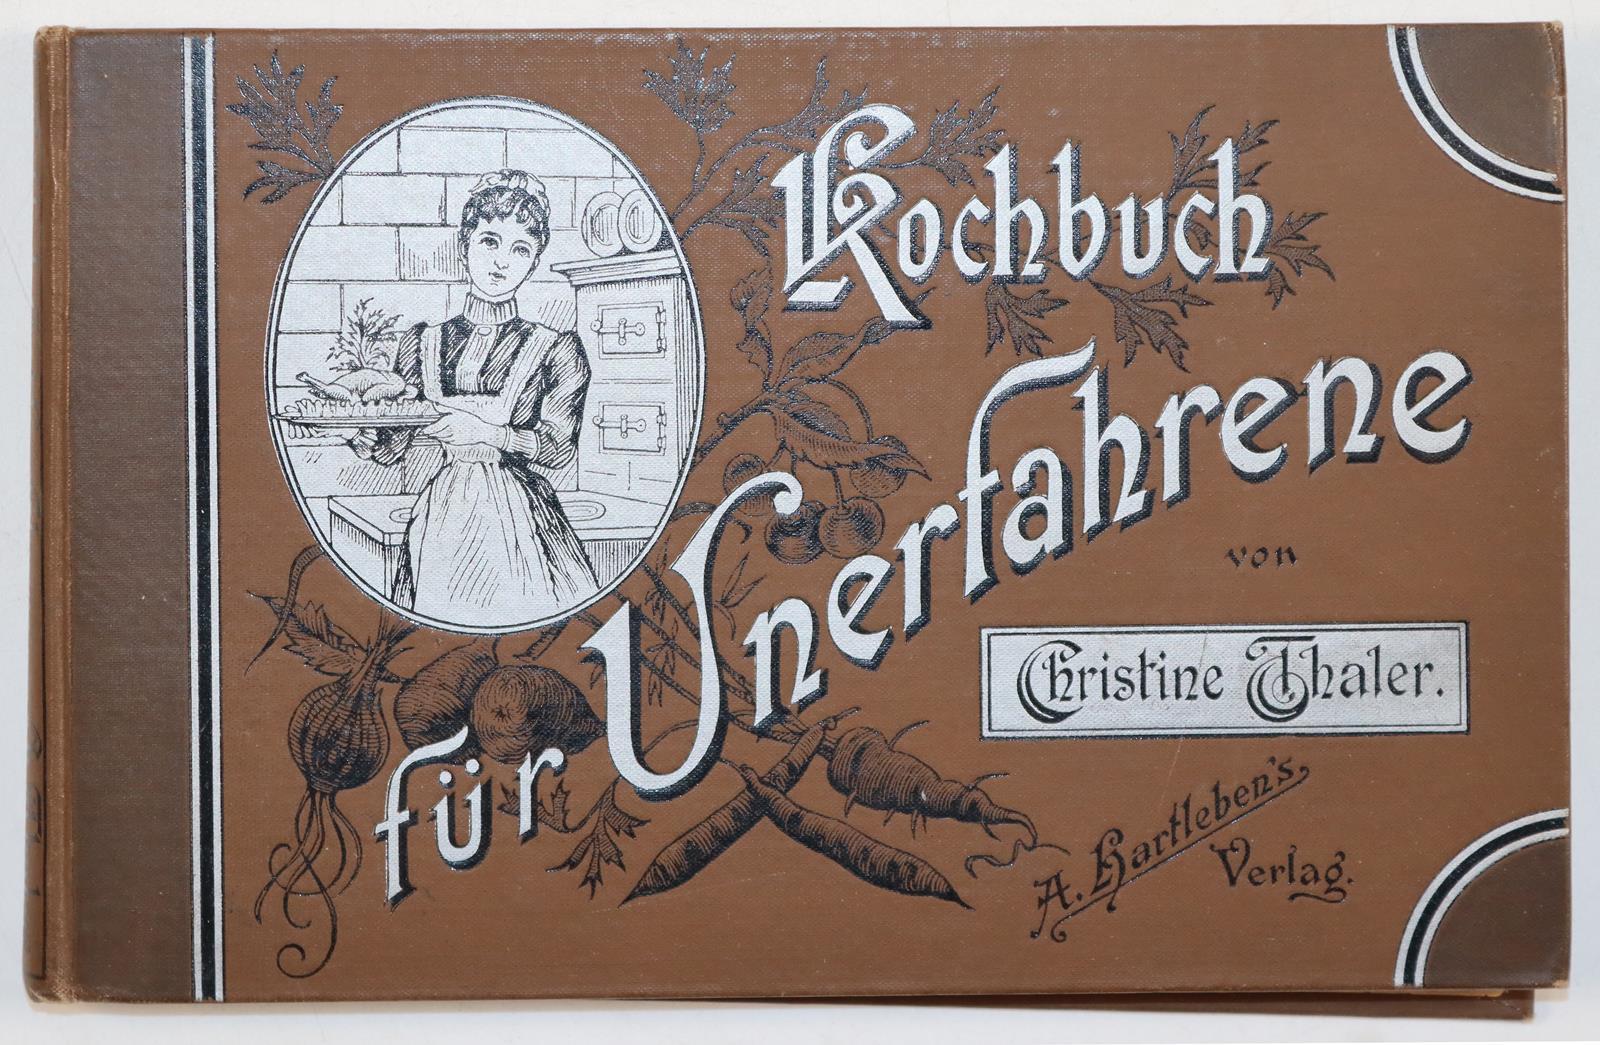 Kochbuch
für Unerfahrene
von
Christine Thaler.
A. Hartleben's
Verlag.